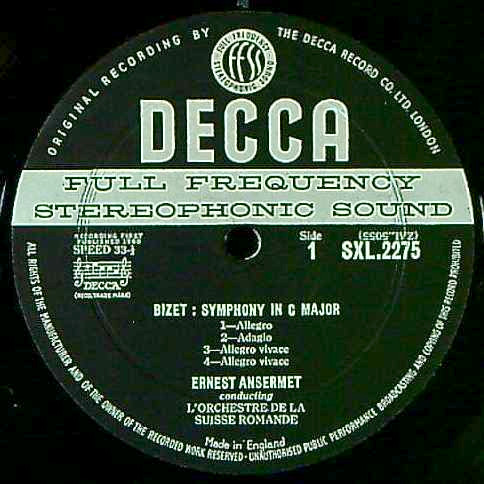 ORIGINAL RECORDING BY
THE DECCA RECORD CO. LTD. LONDON
FULL FREQUENCY
ffss
STEREOPHONIC SOUND
DECCA
FULL FREQUENCY
STEREOPHONIC SOUND
RECORDING FIRST
PUBLISHED 1960
SPEED 33⅓
DECCA
(REGD. TRADE MARK)
Side
1
(ZAL.5055)
SXL.2275
BIZET : SYMPHONY IN C MAJOR
1—Allegro
2—Adagio
3—Allegro vivace
4—Allegro vivace
ERNEST ANSERMET
conducting
L'ORCHESTRE DE LA
SUISSE ROMANDE
Made in England
ALL RIGHTS OF THE MANUFACTURER AND OF THE OWNER OF THE RECORDED WORK RESERVED · UNAUTHORISED PUBLIC PERFORMANCE BROADCASTING AND COPYING OF THIS RECORD PROHIBITED